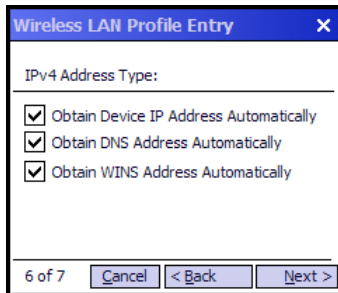 Wireless LAN Profile Entry X
IPv4 Address Type:
Obtain Device IP Address Automatically
Obtain DNS Address Automatically
Obtain WINS Address Automatically
6 of 7 Cancel < Back Next >